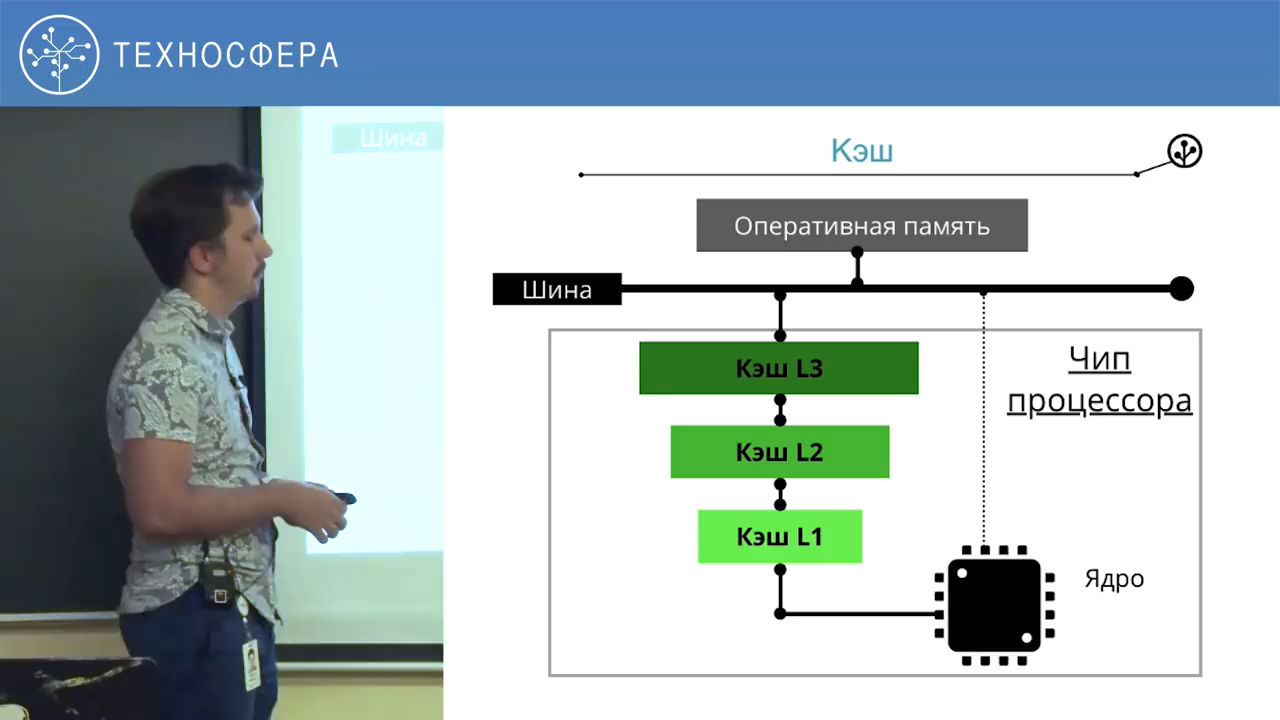 ТЕХНОСФЕРА
Шина
Кэш
Оперативная память
Шина
Кэш L3
Чип
процессора
Кэш L2
Кэш L1
Ядро